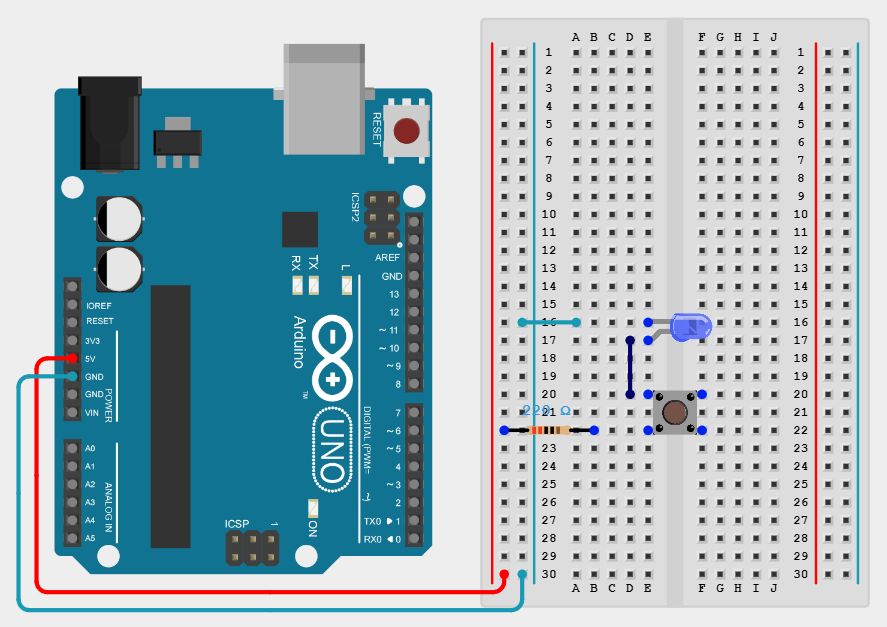 A B C D E F G H I J
1 1
2 2
3 3
4 4
5 5
6 6
7 7
8 8
9 9
10 10
11 11
12 12
13 13
14 14
15 15
16 16
17 17
18 18
19 19
20 20
21 21
220 Ω
22
23 23
24 24
25 25
26 26
27 27
28 28
29 29
30 30
A B C D E F G H I J
RESET
ICSP2
AREF
GND
13
12
~ 11
~ 10
~ 9
8
7
~ 6
~ 5
4
~ 3
2
TX0 ▶ 1
RX0 ◀ 0
DIGITAL (PWM= ~)
RX
TX
L
Arduino
TM
UNO
ON
ICSP
1
IOREF
RESET
3V3
5V
GND
GND
VIN
POWER
A0
A1
A2
A3
A4
A5
ANALOG IN